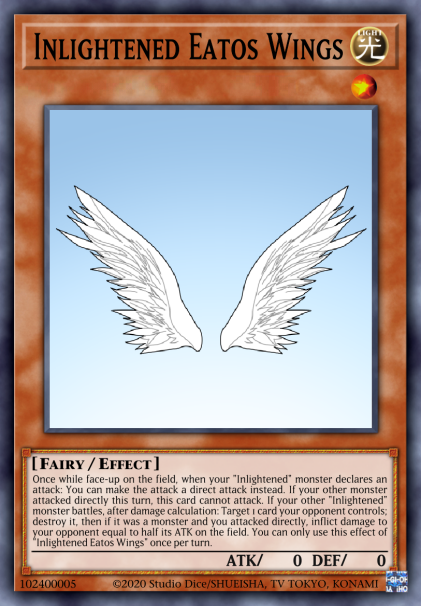 Inlightened Eatos Wings
LIGHT
光
[Fairy / Effect]
Once while face-up on the field, when your "Inlightened" monster declares an
attack: You can make the attack a direct attack instead. If your other monster
attacked directly this turn, this card cannot attack. If your other "Inlightened"
monster battles, after damage calculation: Target 1 card your opponent controls;
destroy it, then if it was a monster and you attacked directly, inflict damage to
your opponent equal to half its ATK on the field. You can only use this effect of
"Inlightened Eatos Wings" once per turn.
ATK/ 0 DEF/ 0
102400005 ©2020 Studio Dice/SHUEISHA, TV TOKYO, KONAMI